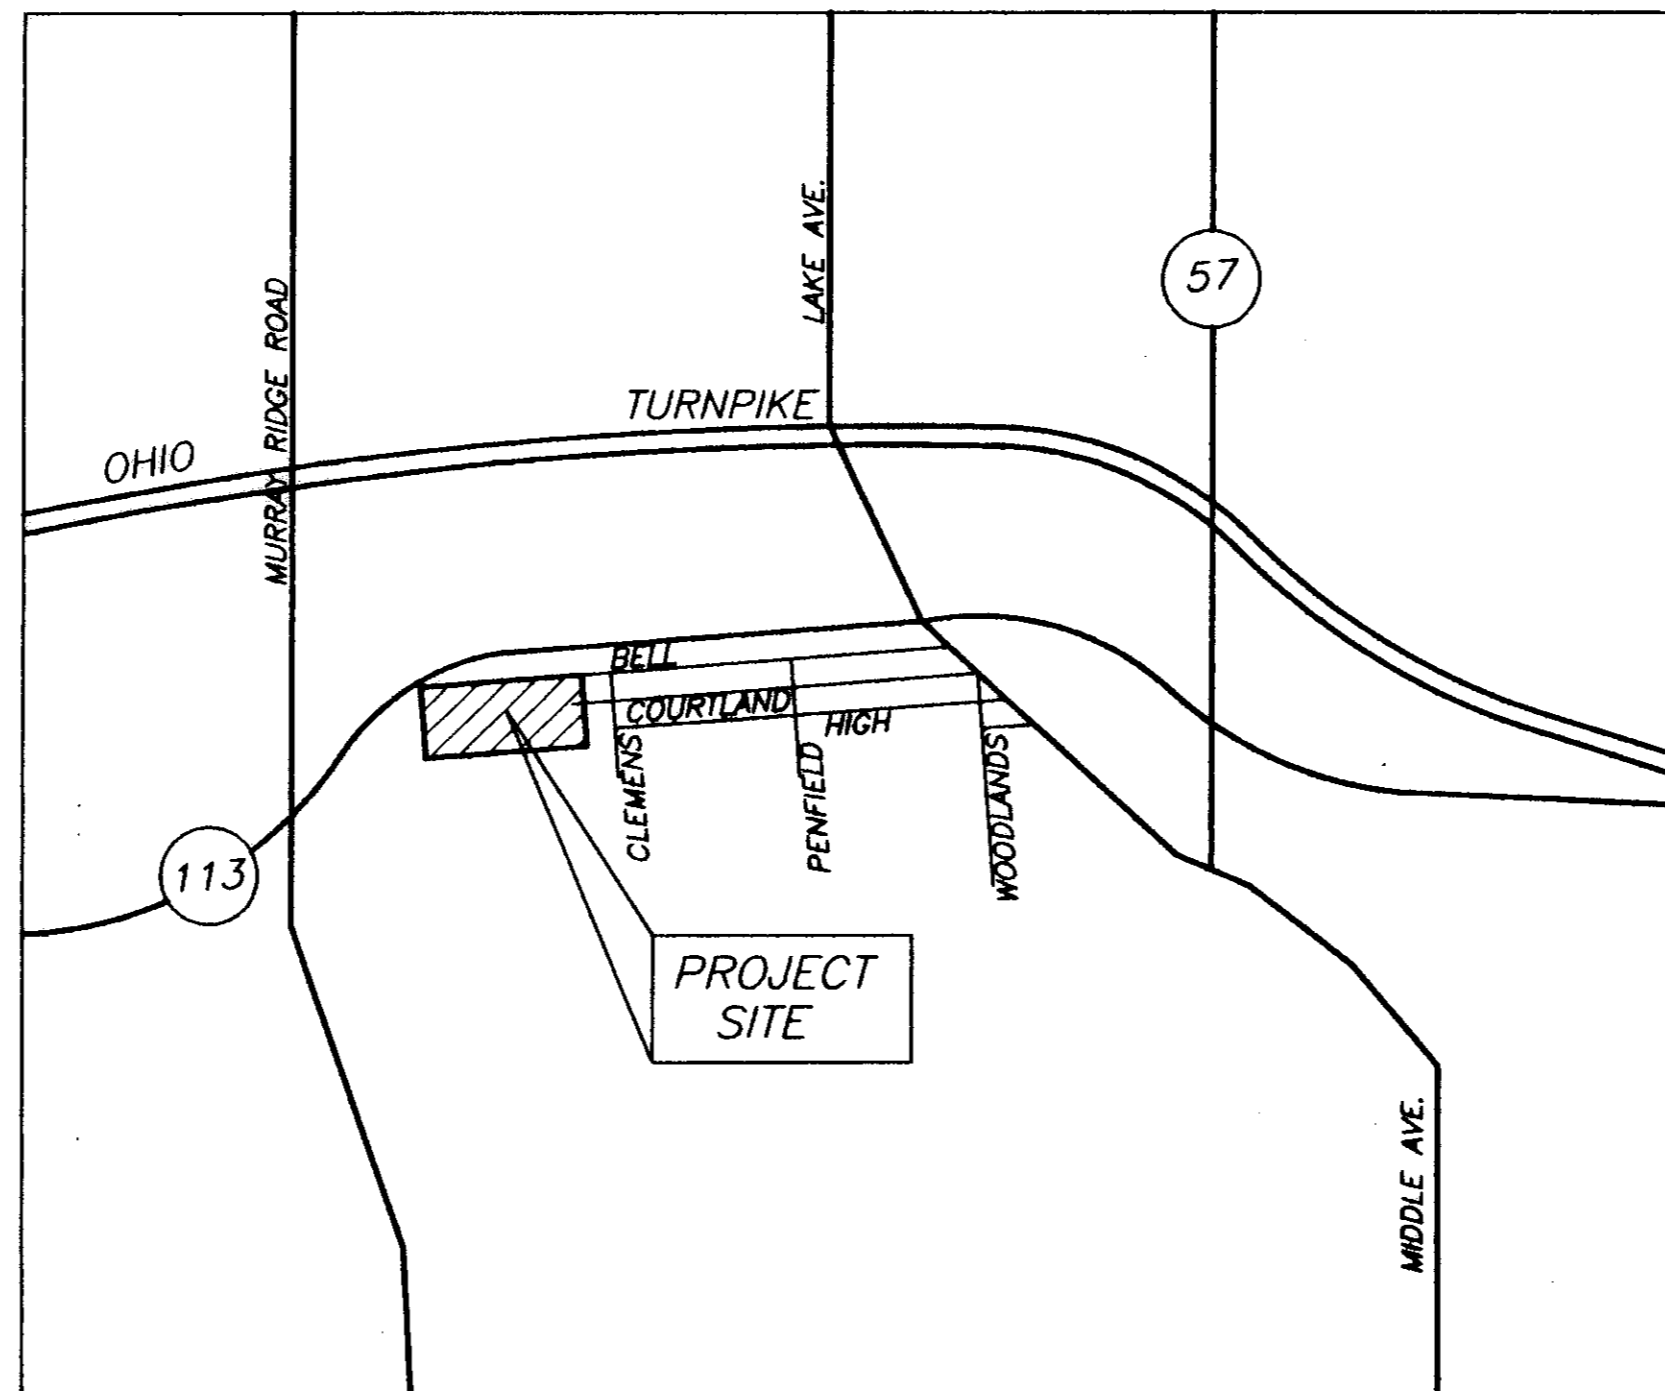 LAKE AVE.
57
MURRAY RIDGE ROAD
TURNPIKE
OHIO
BELL
COURTLAND
HIGH
CLEMENS
PENFIELD
WOODLANDS
113
PROJECT
SITE
MIDDLE AVE.